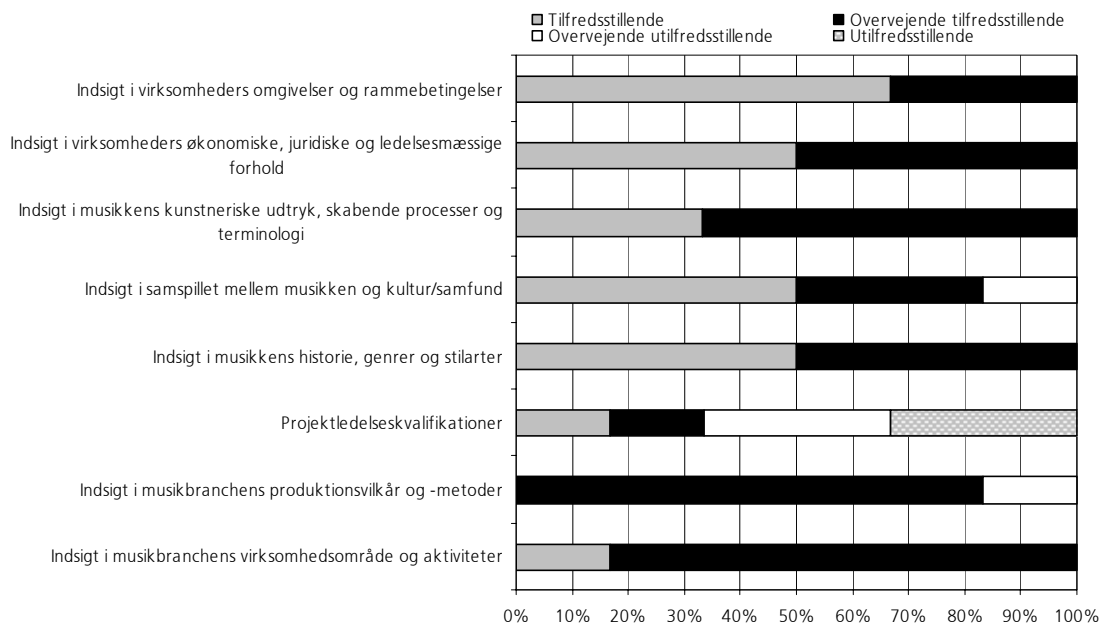 Tilfredsstillende
Overvejende tilfredsstillende
Overvejende utilfredsstillende
Utilfredsstillende
Indsigt i virksomheders omgivelser og rammebetingelser
Indsigt i virksomheders økonomiske, juridiske og ledelsesmæssige
forhold
Indsigt i musikkens kunstneriske udtryk, skabende processer og
terminologi
Indsigt i samspillet mellem musikken og kultur/samfund
Indsigt i musikkens historie, genrer og stilarter
Projektledelseskvalifikationer
Indsigt i musikbranchens produktionsvilkår og -metoder
Indsigt i musikbranchens virksomhedsområde og aktiviteter
0% 10% 20% 30% 40% 50% 60% 70% 80% 90% 100%